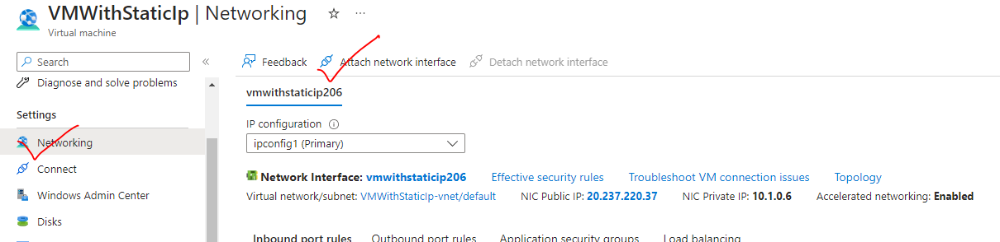 VMWithStaticIp | Networking
Virtual machine
Search
Feedback
Attach network interface
Detach network interface
Diagnose and solve problems
vmwithstaticip206
Settings
IP configuration
Networking
ipconfig1 (Primary)
Connect
Network Interface: vmwithstaticip206 Effective security rules Troubleshoot VM connection issues Topology
Windows Admin Center
Virtual network/subnet: VMWithStaticIp-vnet/default NIC Public IP: 20.237.220.37 NIC Private IP: 10.1.0.6 Accelerated networking: Enabled
Disks
Inbound port rules Outbound port rules Application security groups Load balancing